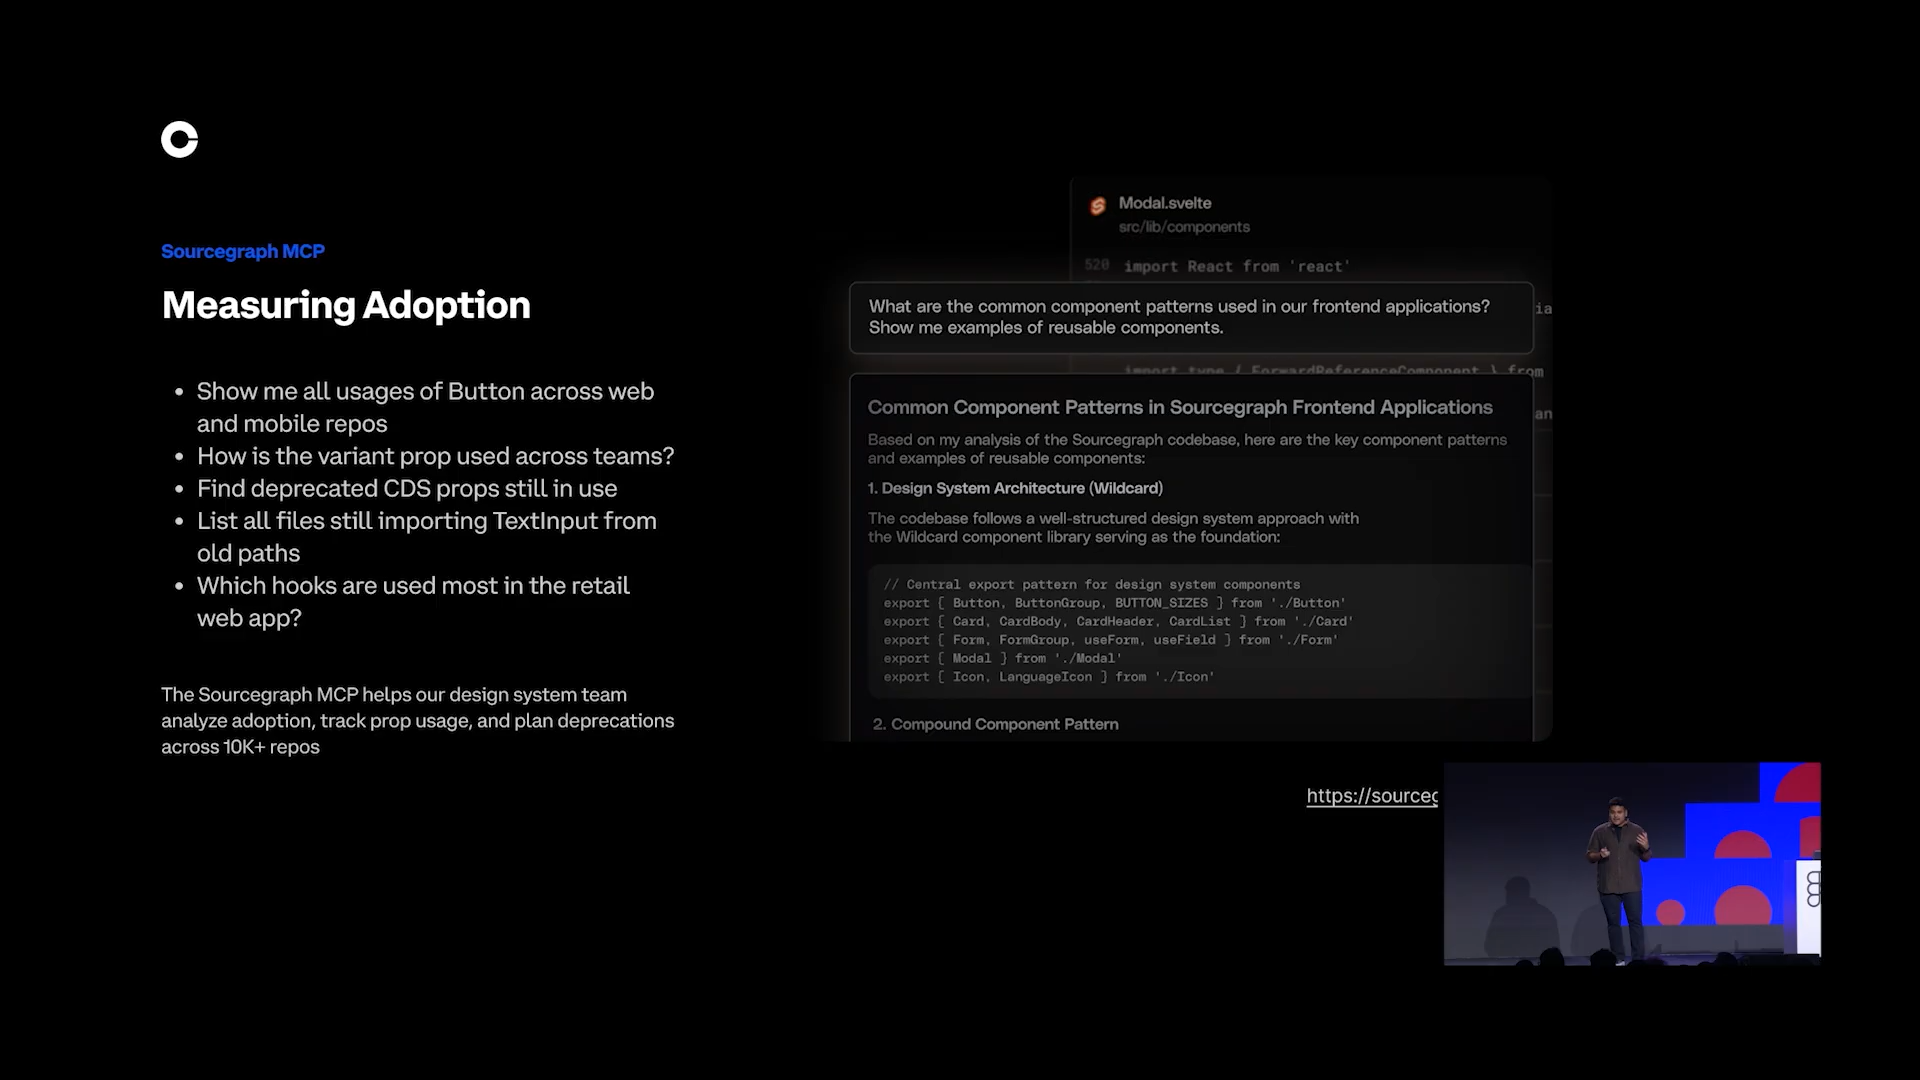 Sourcegraph MCP
Measuring Adoption
• Show me all usages of Button across web
and mobile repos
• How is the variant prop used across teams?
• Find deprecated CDS props still in use
• List all files still importing TextInput from
old paths
• Which hooks are used most in the retail
web app?
The Sourcegraph MCP helps our design system team
analyze adoption, track prop usage, and plan deprecations
across 10K+ repos
Modal.svelte
src/lib/components
520 import React from 'react'
What are the common component patterns used in our frontend applications?
Show me examples of reusable components.
import type { ForwardReferenceComponent } from
Common Component Patterns in Sourcegraph Frontend Applications
Based on my analysis of the Sourcegraph codebase, here are the key component patterns
and examples of reusable components:
1. Design System Architecture (Wildcard)
The codebase follows a well-structured design system approach with
the Wildcard component library serving as the foundation:
// Central export pattern for design system components
export { Button, ButtonGroup, BUTTON_SIZES } from './Button'
export { Card, CardBody, CardHeader, CardList } from './Card'
export { Form, FormGroup, useForm, useField } from './Form'
export { Modal } from './Modal'
export { Icon, LanguageIcon } from './Icon'
2. Compound Component Pattern
https://sourceg